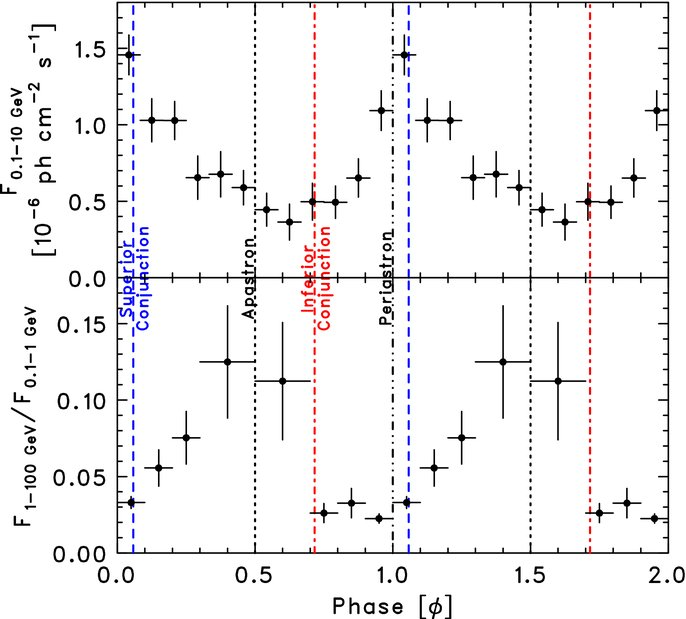 F0.1−10 GeV
[10−6 ph cm−2 s−1]
1.5
1.0
0.5
0.0
Superior
Conjunction
Apastron
Inferior
Conjunction
Periastron
F1−100 GeV/F0.1−1 GeV
0.15
0.10
0.05
0.00
0.0 0.5 1.0 1.5 2.0
Phase [ϕ]